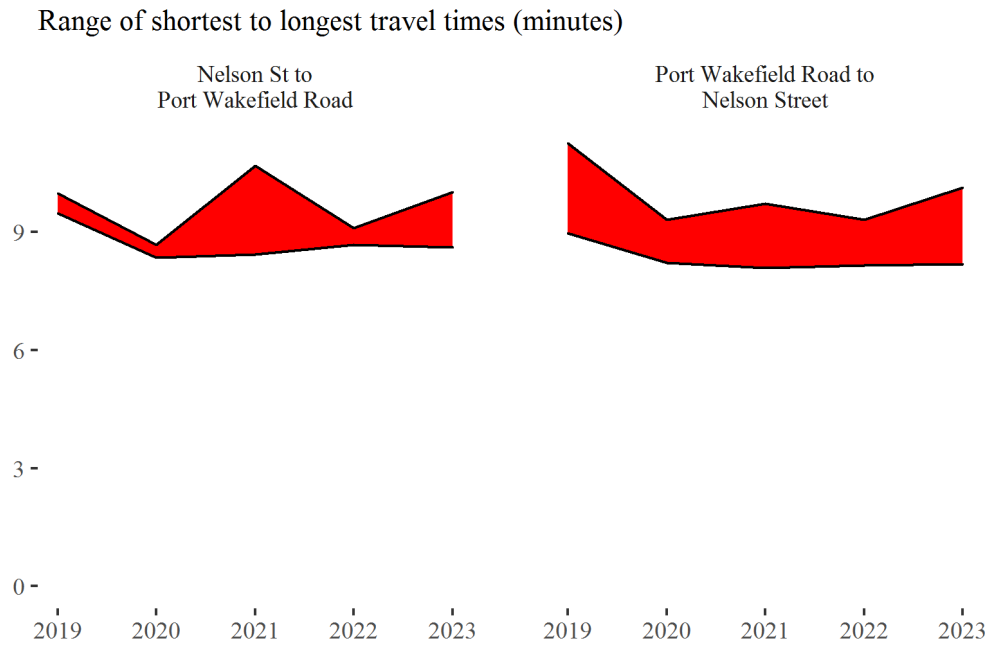 Range of shortest to longest travel times (minutes)
Nelson St to
Port Wakefield Road
Port Wakefield Road to
Nelson Street
9
6
3
0
2019 2020 2021 2022 2023 2019 2020 2021 2022 2023